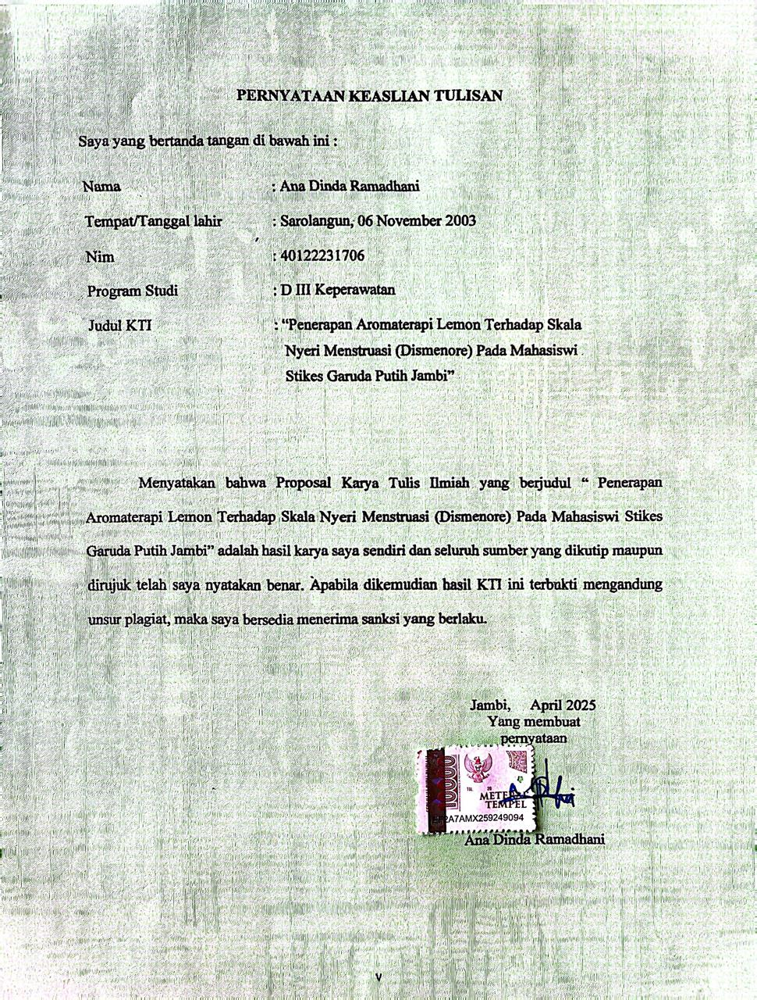 PERNYATAAN KEASLIAN TULISAN
Saya yang bertanda tangan di bawah ini :
Nama : Ana Dinda Ramadhani
Tempat/Tanggal lahir : Sarolangun, 06 November 2003
Nim : 40122231706
Program Studi : D III Keperawatan
Judul KTI : “Penerapan Aromaterapi Lemon Terhadap Skala
Nyeri Menstruasi (Dismenore) Pada Mahasiswi
Stikes Garuda Putih Jambi”
Menyatakan bahwa Proposal Karya Tulis Ilmiah yang berjudul “ Penerapan
Aromaterapi Lemon Terhadap Skala Nyeri Menstruasi (Dismenore) Pada Mahasiswi Stikes
Garuda Putih Jambi” adalah hasil karya saya sendiri dan seluruh sumber yang dikutip maupun
dirujuk telah saya nyatakan benar. Apabila dikemudian hasil KTI ini terbukti mengandung
unsur plagiat, maka saya bersedia menerima sanksi yang berlaku.
Jambi, April 2025
Yang membuat
pernyataan
10000
TGL 20
TEMPEL
Ana Dinda Ramadhani
v